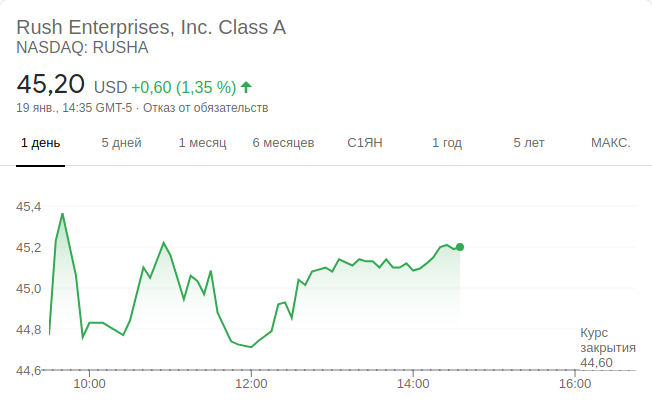 Rush Enterprises, Inc. Class A
NASDAQ: RUSHA
45,20 USD +0,60 (1,35 %)
19 янв., 14:35 GMT-5 · Отказ от обязательств
1 день 5 дней 1 месяц 6 месяцев С1ЯН 1 год 5 лет МАКС.
45,4
45,2
45,0
44,8
Курс
закрытия
44,60
44,6
10:00 12:00 14:00 16:00